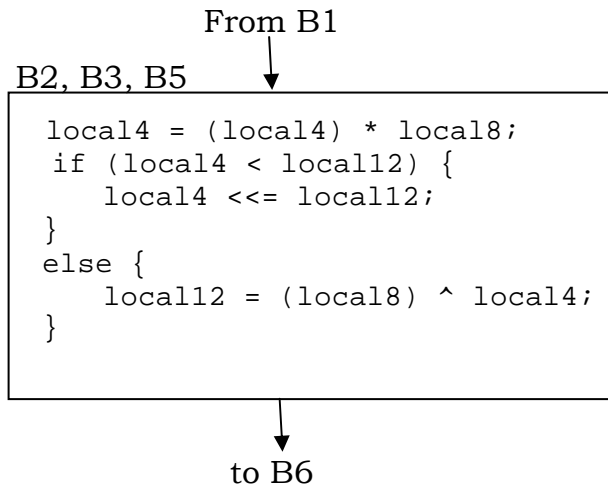 From B1
B2, B3, B5
local4 = (local4) * local8;
if (local4 < local12) {
local4 <<= local12;
}
else {
local12 = (local8) ^ local4;
}
to B6